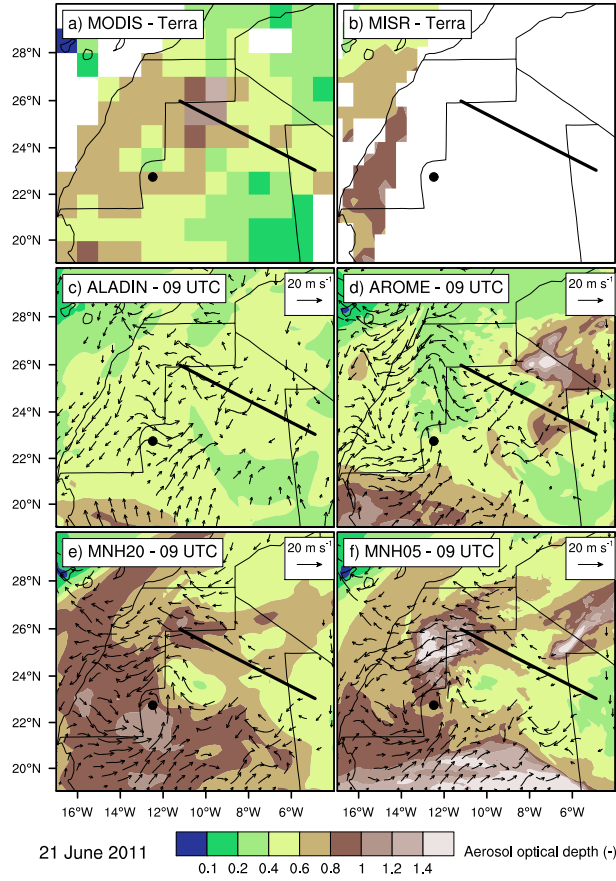 a) MODIS - Terra
b) MISR - Terra
28°N
26°N
24°N
22°N
20°N
c) ALADIN - 09 UTC
20 m s⁻¹
d) AROME - 09 UTC
20 m s⁻¹
28°N
26°N
24°N
22°N
20°N
e) MNH20 - 09 UTC
20 m s⁻¹
f) MNH05 - 09 UTC
20 m s⁻¹
28°N
26°N
24°N
22°N
20°N
16°W 14°W 12°W 10°W 8°W 6°W
16°W 14°W 12°W 10°W 8°W 6°W
21 June 2011
0.1 0.2 0.4 0.6 0.8 1 1.2 1.4
Aerosol optical depth (-)